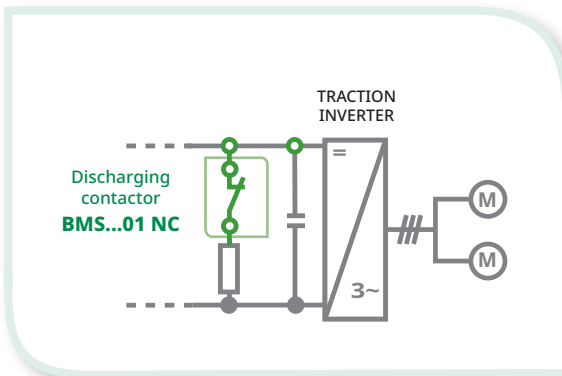 TRACTION
INVERTER
Discharging
contactor
BMS...01 NC
=
3~
M
M